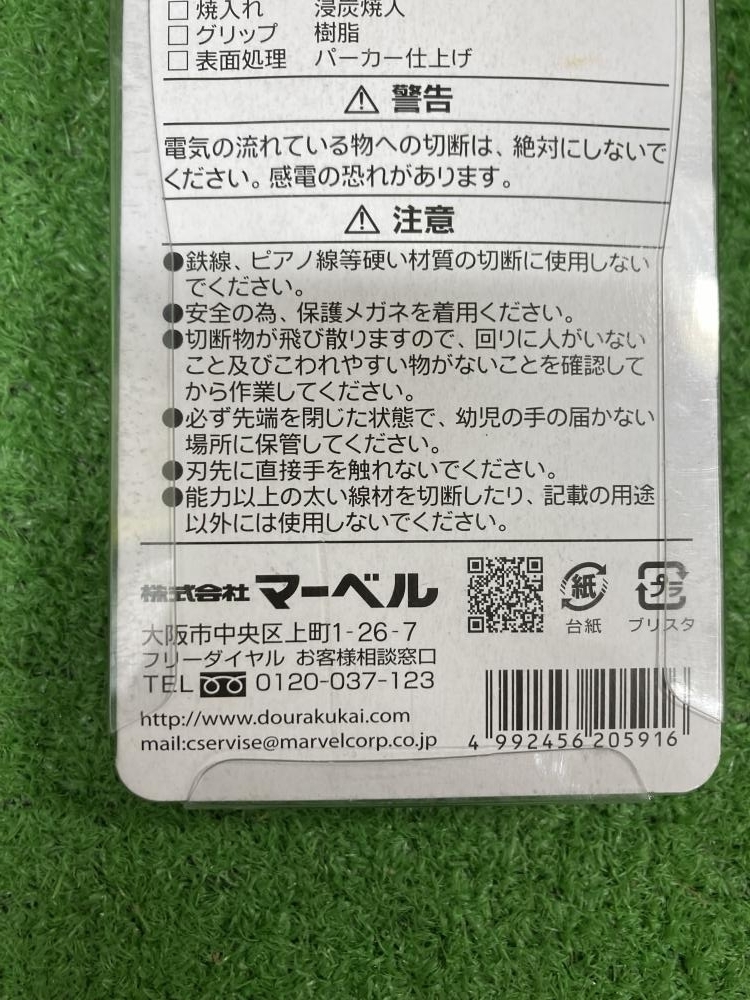 □ 焼入れ 浸炭焼入
□ グリップ 樹脂
□ 表面処理 パーカー仕上げ
⚠ 警告
電気の流れている物への切断は、絶対にしないで
ください。感電の恐れがあります。
⚠ 注意
●鉄線、ピアノ線等硬い材質の切断に使用しない
でください。
●安全の為、保護メガネを着用ください。
●切断物が飛び散りますので、回りに人がいない
こと及びこわれやすい物がないことを確認して
から作業してください。
●必ず先端を閉じた状態で、幼児の手の届かない
場所に保管してください。
●刃先に直接手を触れないでください。
●能力以上の太い線材を切断したり、記載の用途
以外には使用しないでください。
株式会社 マーベル
大阪市中央区上町1-26-7
フリーダイヤル お客様相談窓口
TEL 0120-037-123
http://www.dourakukai.com
mail:cservise@marvelcorp.co.jp
紙
台紙
プラ
ブリスタ
4 992456 205916